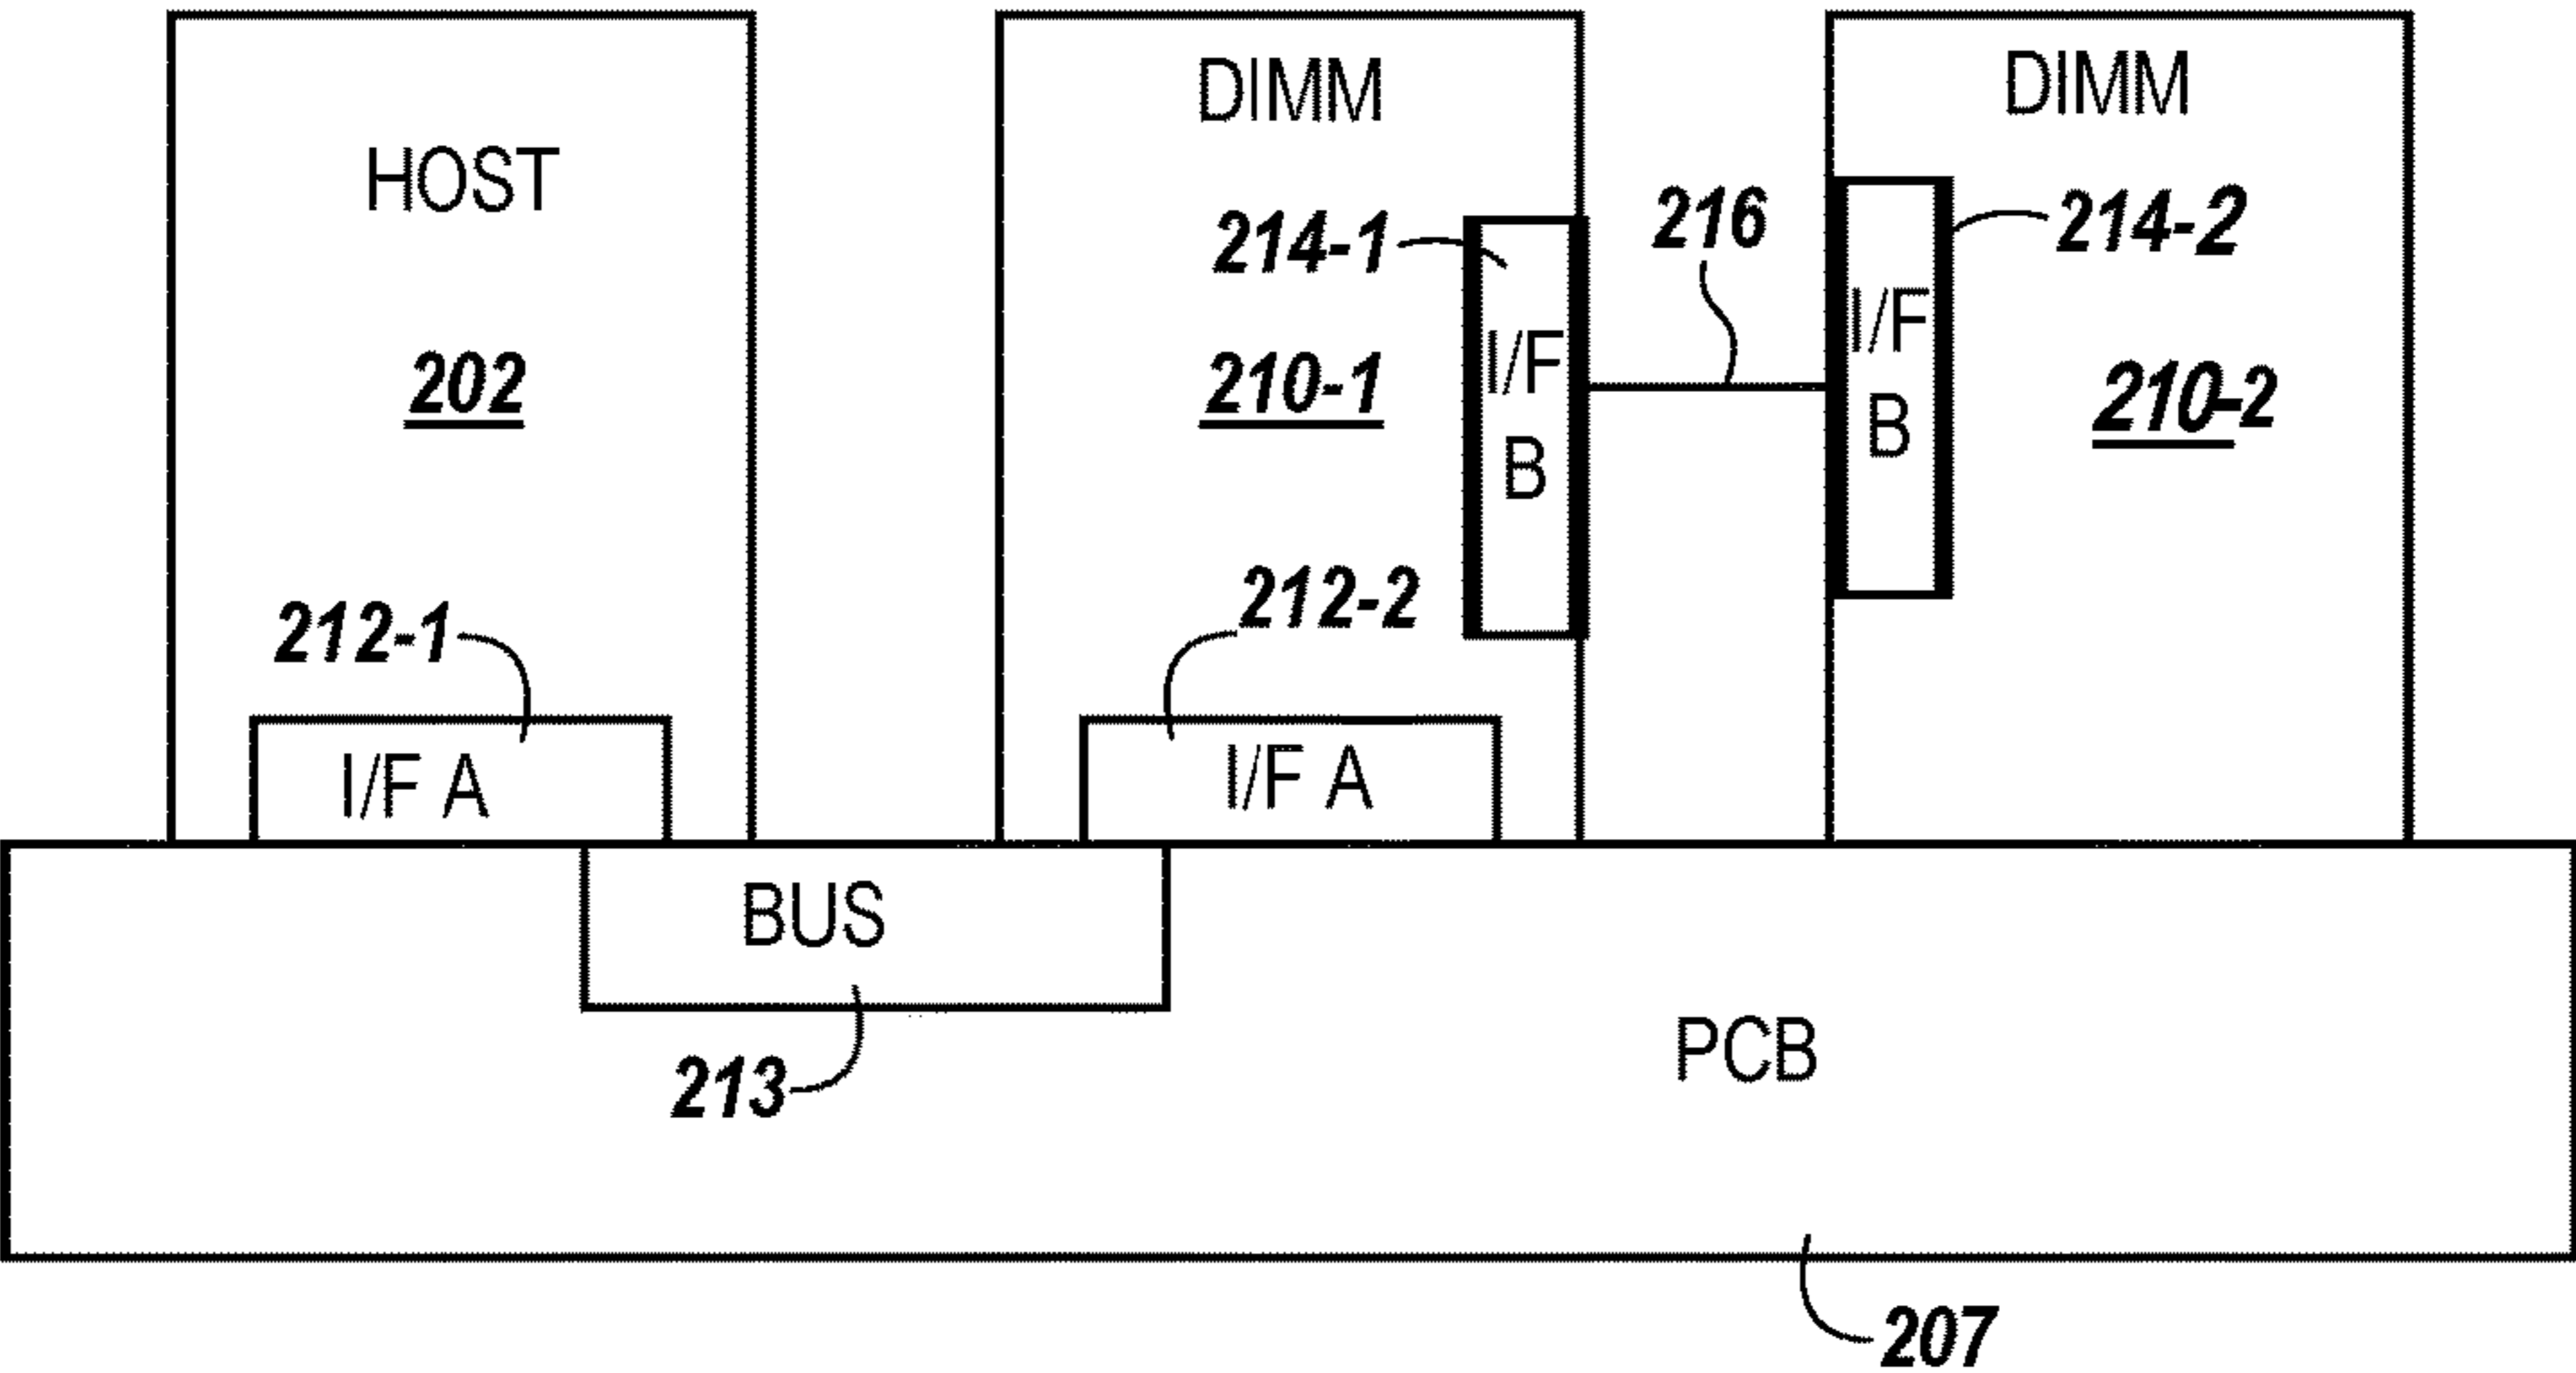 HOST
202
212-1
I/F A
DIMM
214-1
210-1
I/F
B
212-2
I/F A
216
DIMM
214-2
I/F
B
210-2
BUS
213
PCB
207